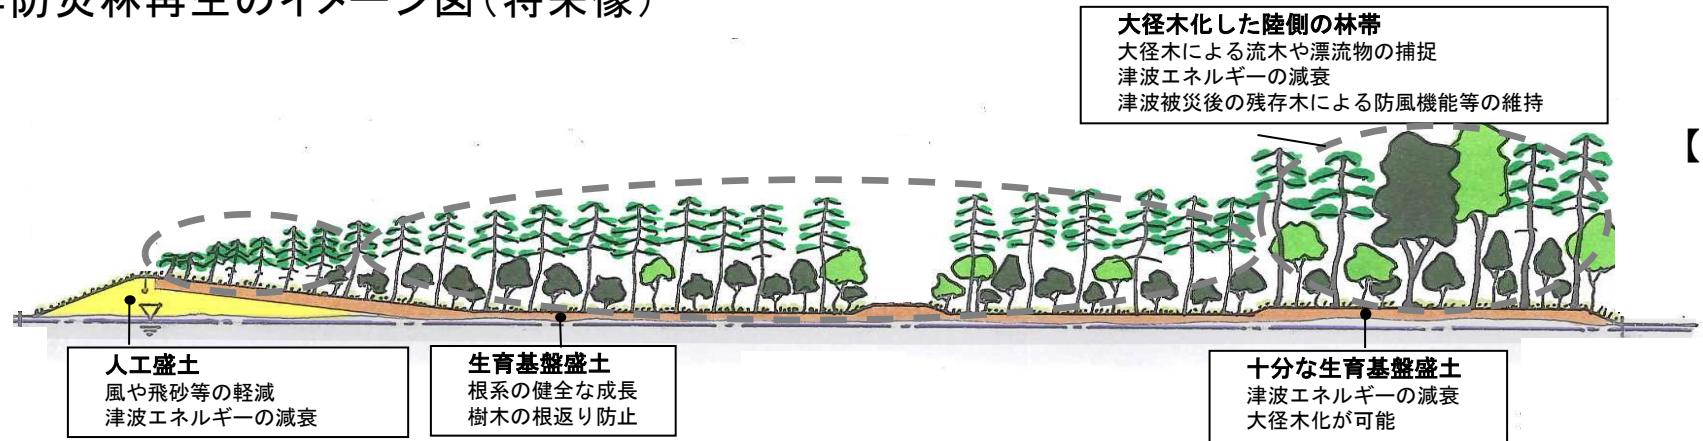 防災林再生のイメージ図(将来像)
大径木化した陸側の林帯
大径木による流木や漂流物の捕捉
津波エネルギーの減衰
津波被災後の残存木による防風機能等の維持
【
人工盛土
風や飛砂等の軽減
津波エネルギーの減衰
生育基盤盛土
根系の健全な成長
樹木の根返り防止
十分な生育基盤盛土
津波エネルギーの減衰
大径木化が可能